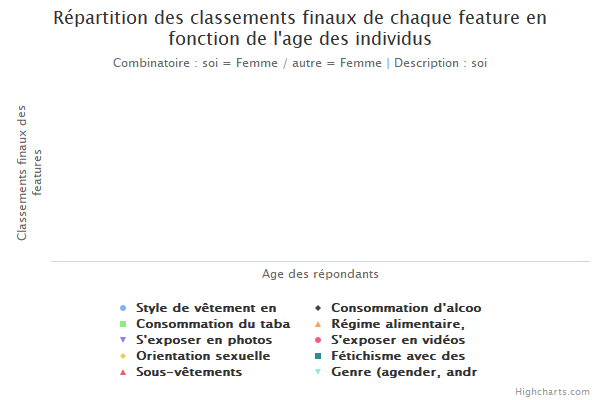 Répartition des classements finaux de chaque feature en
fonction de l'age des individus
Combinatoire : soi = Femme / autre = Femme | Description : soi
Classements finaux des
features
Age des répondants
Style de vêtement en
Consommation d'alcoo
Consommation du taba
Régime alimentaire,
S'exposer en photos
S'exposer en vidéos
Orientation sexuelle
Fétichisme avec des
Sous-vêtements
Genre (agender, andr
Highcharts.com